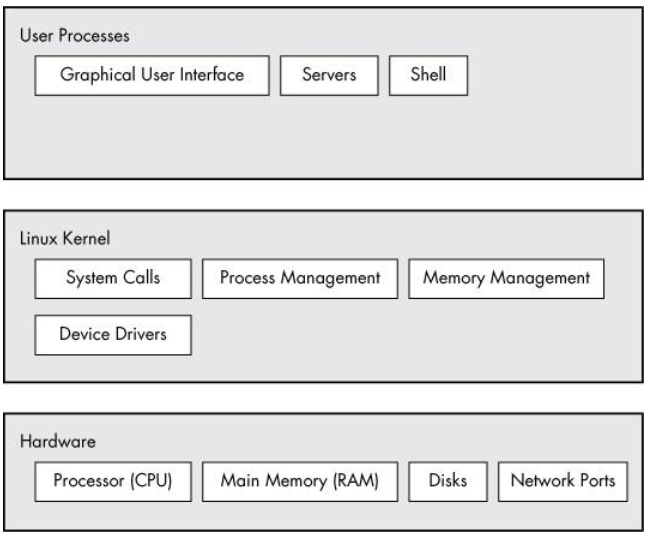 User Processes
Graphical User Interface Servers Shell
Linux Kernel
System Calls Process Management Memory Management
Device Drivers
Hardware
Processor (CPU) Main Memory (RAM) Disks Network Ports